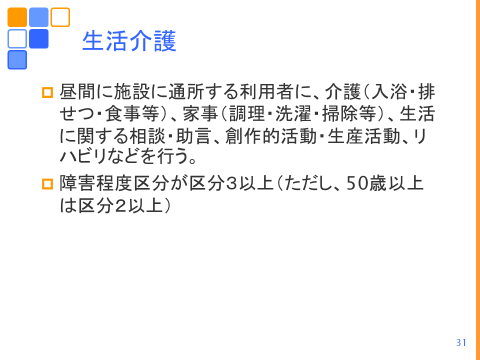 生活介護
昼間に施設に通所する利用者に、介護（入浴・排
せつ・食事等）、家事（調理・洗濯・掃除等）、生活
に関する相談・助言、創作的活動・生産活動、リ
ハビリなどを行う。
障害程度区分が区分３以上（ただし、50歳以上
は区分２以上）
31